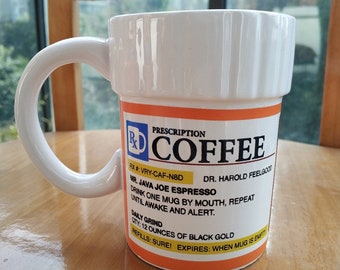 Rx PRESCRIPTION
COFFEE
RX #: VRY-CAF-N8D DR. HAROLD FEELGOOD
MR. JAVA JOE ESPRESSO
DRINK ONE MUG BY MOUTH, REPEAT
UNTIL AWAKE AND ALERT.
DAILY GRIND
QTY: 12 OUNCES OF BLACK GOLD
REFILLS: SURE! EXPIRES: WHEN MUG IS EMPTY